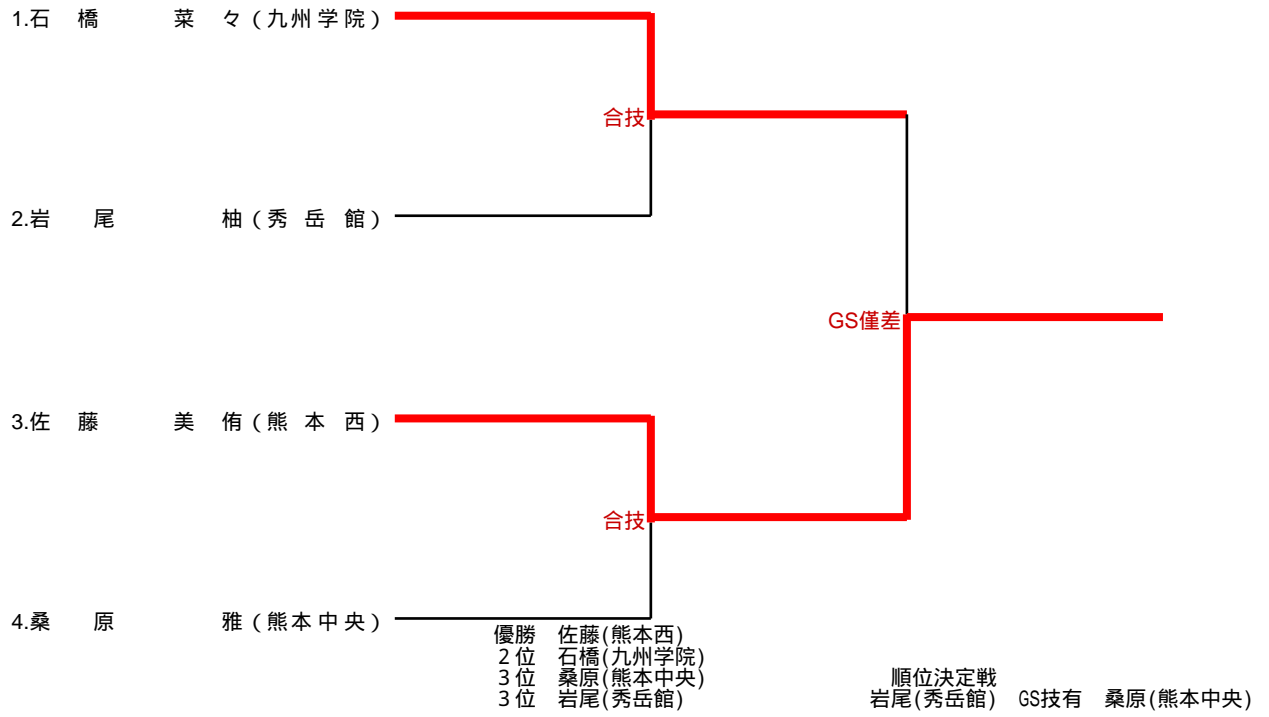 1.石橋 菜々(九州学院)
合技
2.岩尾 柚(秀岳館)
GS僅差
3.佐藤 美侑(熊本西)
合技
4.桑原 雅(熊本中央)
優勝 佐藤(熊本西)
2位 石橋(九州学院)
3位 桑原(熊本中央)
3位 岩尾(秀岳館)
順位決定戦
岩尾(秀岳館) GS技有 桑原(熊本中央)